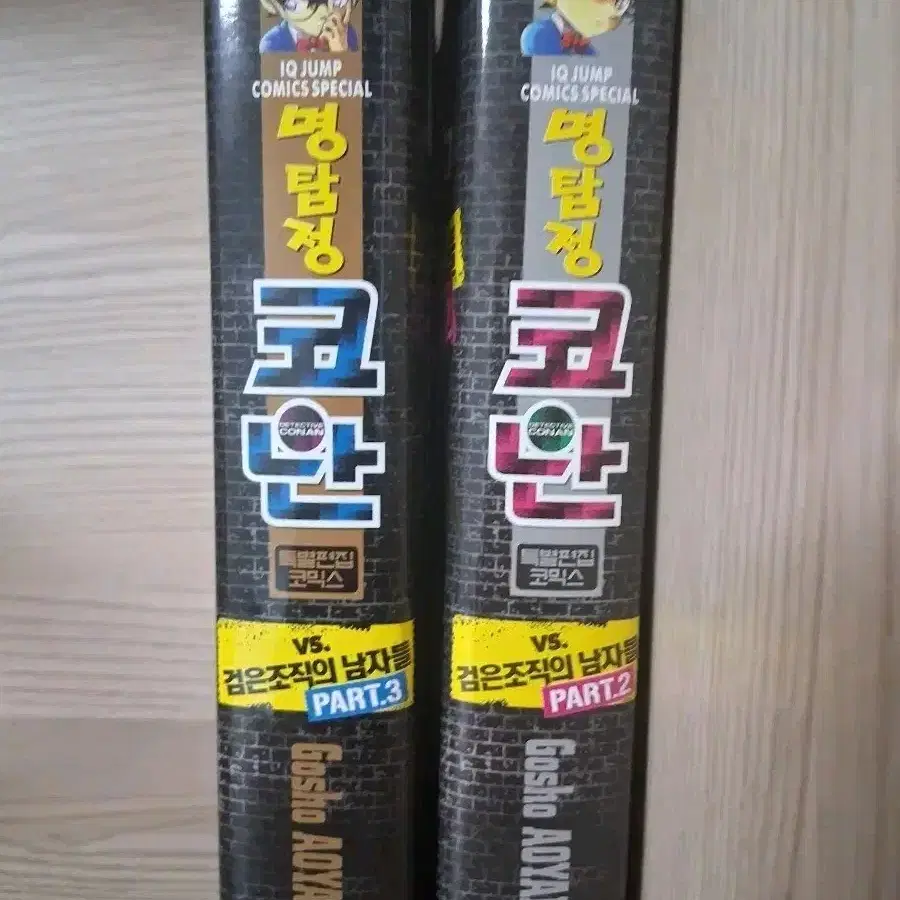 IQ JUMP
COMICS SPECIAL
명탐정
코난
DETECTIVE
CONAN
특별편집
코믹스
VS.
검은조직의 남자들
PART.3
Gosho AOYA
IQ JUMP
COMICS SPECIAL
명탐정
코난
DETECTIVE
CONAN
특별편집
코믹스
VS.
검은조직의 남자들
PART.2
Gosho AOYA